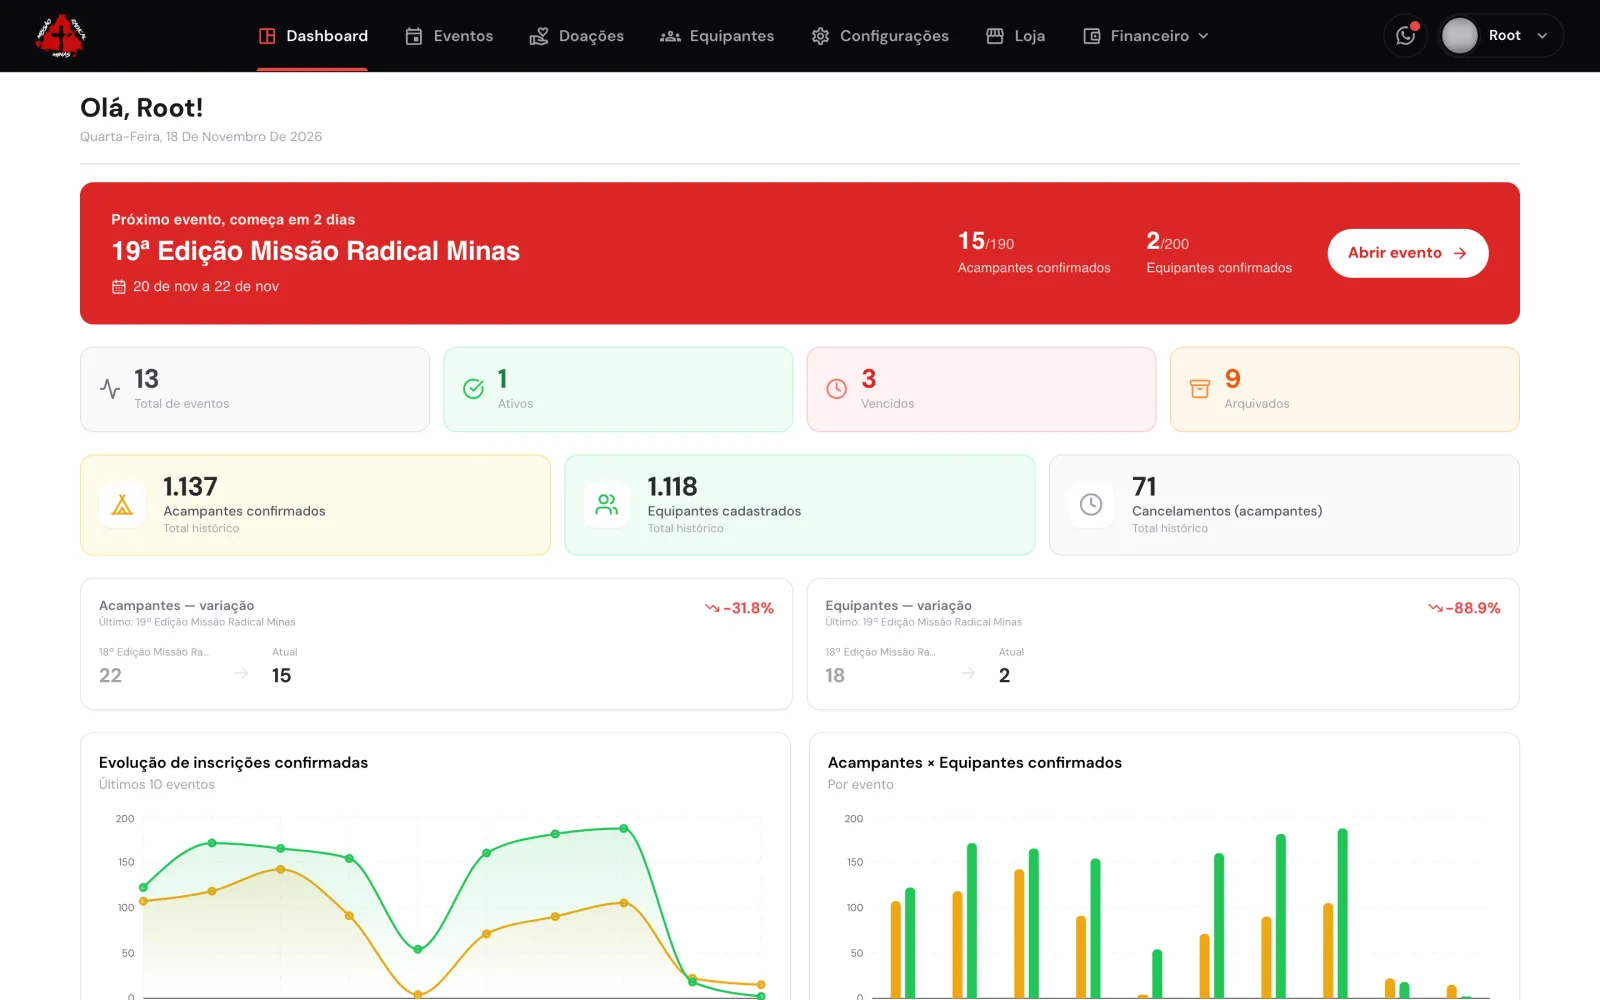 MISSÃO RADICAL
MINAS
Dashboard
Eventos
Doações
Equipantes
Configurações
Loja
Financeiro
Root
Olá, Root!
Quarta-Feira, 18 De Novembro De 2026
Próximo evento, começa em 2 dias
19ª Edição Missão Radical Minas
20 de nov a 22 de nov
15/190
Acampantes confirmados
2/200
Equipantes confirmados
Abrir evento
13
Total de eventos
1
Ativos
3
Vencidos
9
Arquivados
1.137
Acampantes confirmados
Total histórico
1.118
Equipantes cadastrados
Total histórico
71
Cancelamentos (acampantes)
Total histórico
Acampantes — variação
-31.8%
Último: 19ª Edição Missão Radical Minas
18ª Edição Missão Ra...
Atual
22
15
Equipantes — variação
-88.9%
Último: 19ª Edição Missão Radical Minas
18ª Edição Missão Ra...
Atual
18
2
Evolução de inscrições confirmadas
Últimos 10 eventos
200
150
100
50
0
Acampantes × Equipantes confirmados
Por evento
200
150
100
50
0